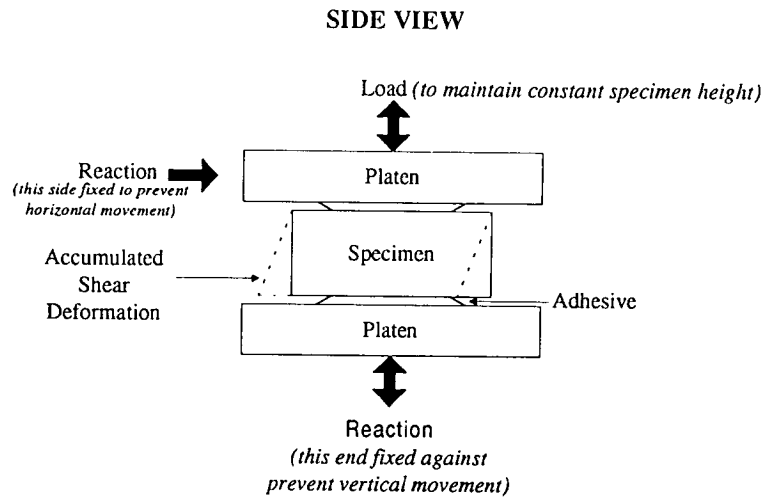 SIDE VIEW
Load (to maintain constant specimen height)
Reaction
(this side fixed to prevent
horizontal movement)
Platen
Specimen
Accumulated
Shear
Deformation
Adhesive
Platen
Reaction
(this end fixed against
prevent vertical movement)